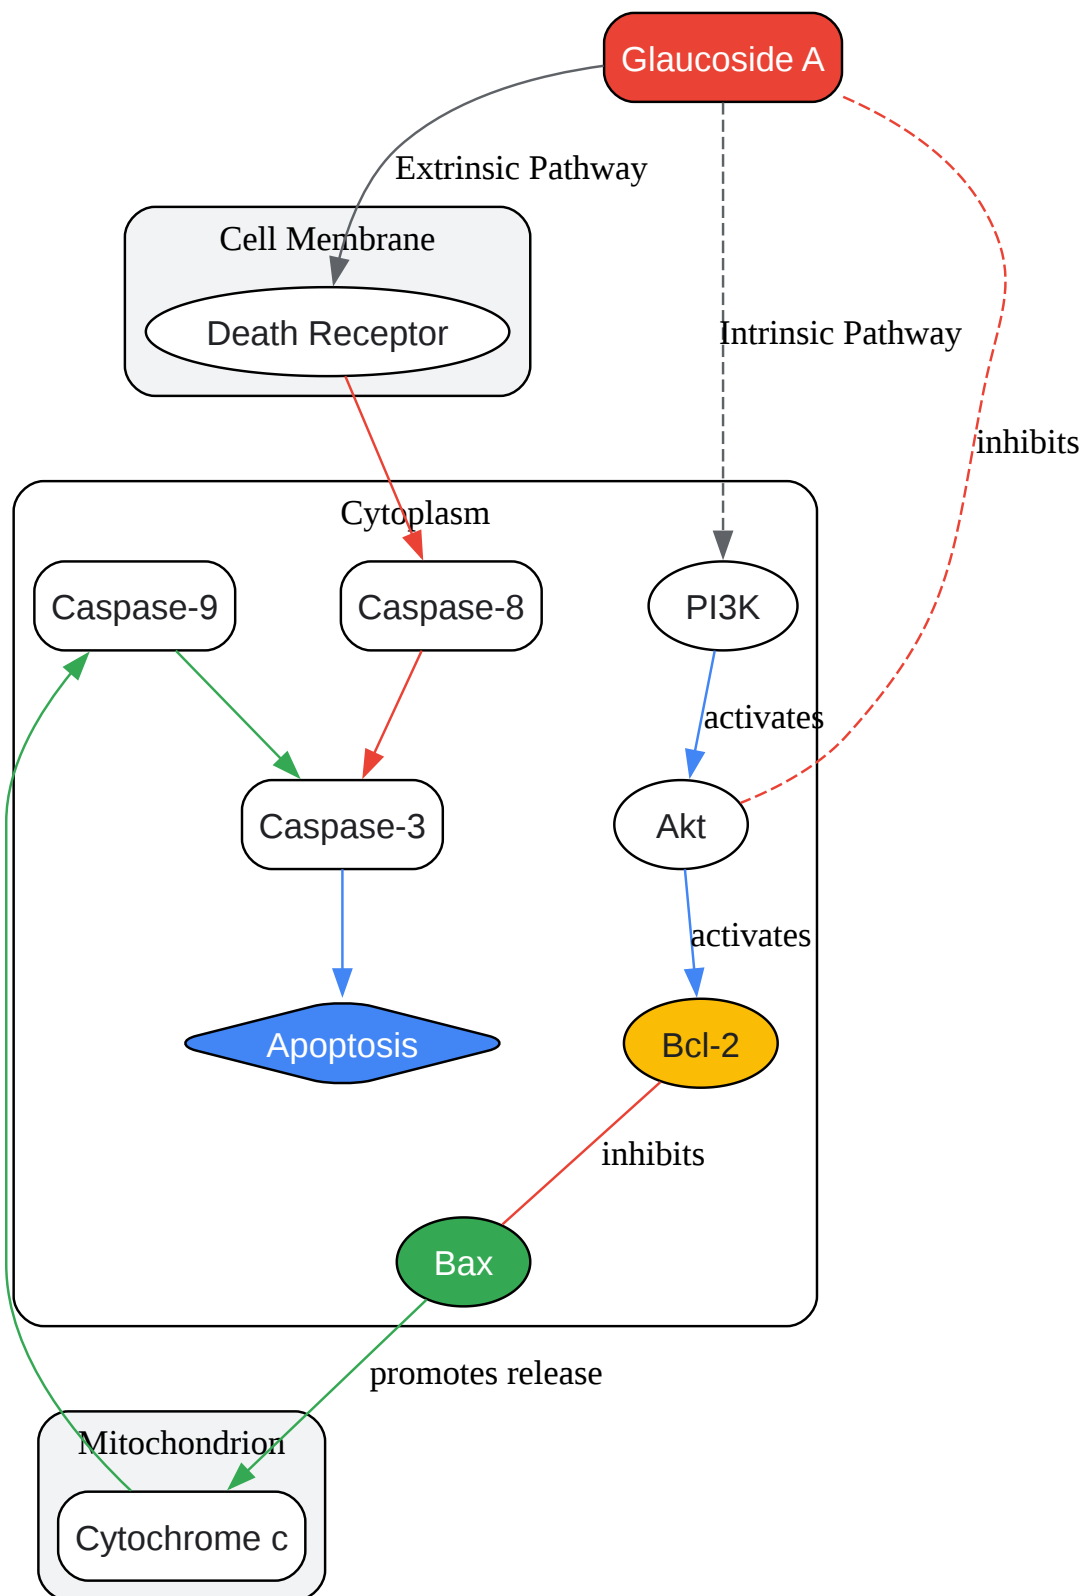 Glaucoside A
Extrinsic Pathway
Cell Membrane
Death Receptor
Intrinsic Pathway
inhibits
Cytoplasm
Caspase-9
Caspase-8
PI3K
activates
Caspase-3
Akt
activates
Apoptosis
Bcl-2
inhibits
Bax
promotes release
Mitochondrion
Cytochrome c